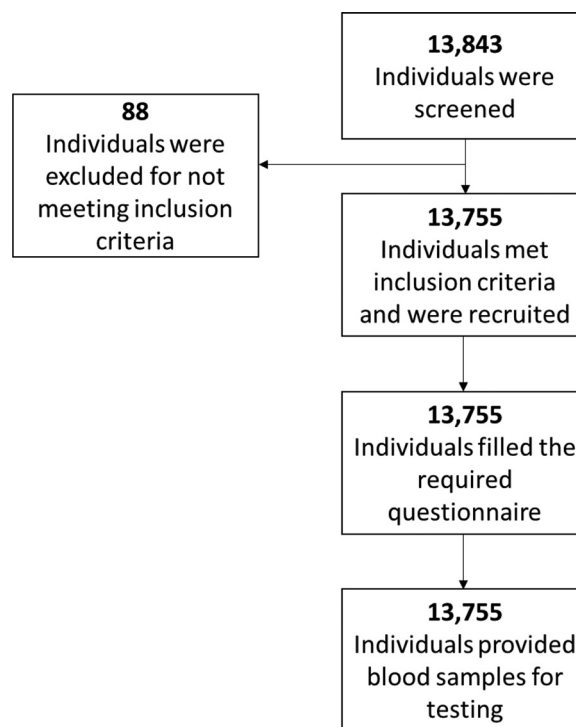 13,843
Individuals were
screened
88
Individuals were
excluded for not
meeting inclusion
criteria
13,755
Individuals met
inclusion criteria
and were recruited
13,755
Individuals filled the
required
questionnaire
13,755
Individuals provided
blood samples for
testing